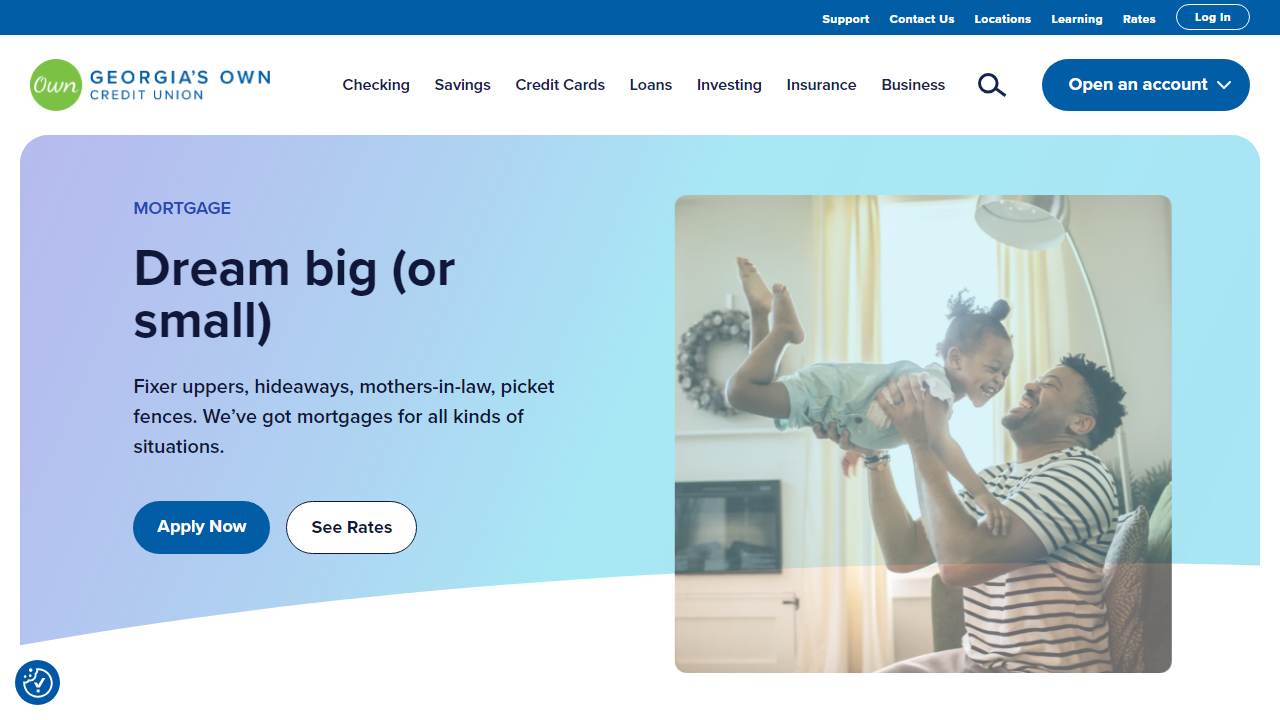 Support Contact Us Locations Learning Rates Log In
Own GEORGIA'S OWN
CREDIT UNION
Checking Savings Credit Cards Loans Investing Insurance Business Open an account
MORTGAGE
Dream big (or
small)
Fixer uppers, hideaways, mothers-in-law, picket
fences. We’ve got mortgages for all kinds of
situations.
Apply Now See Rates